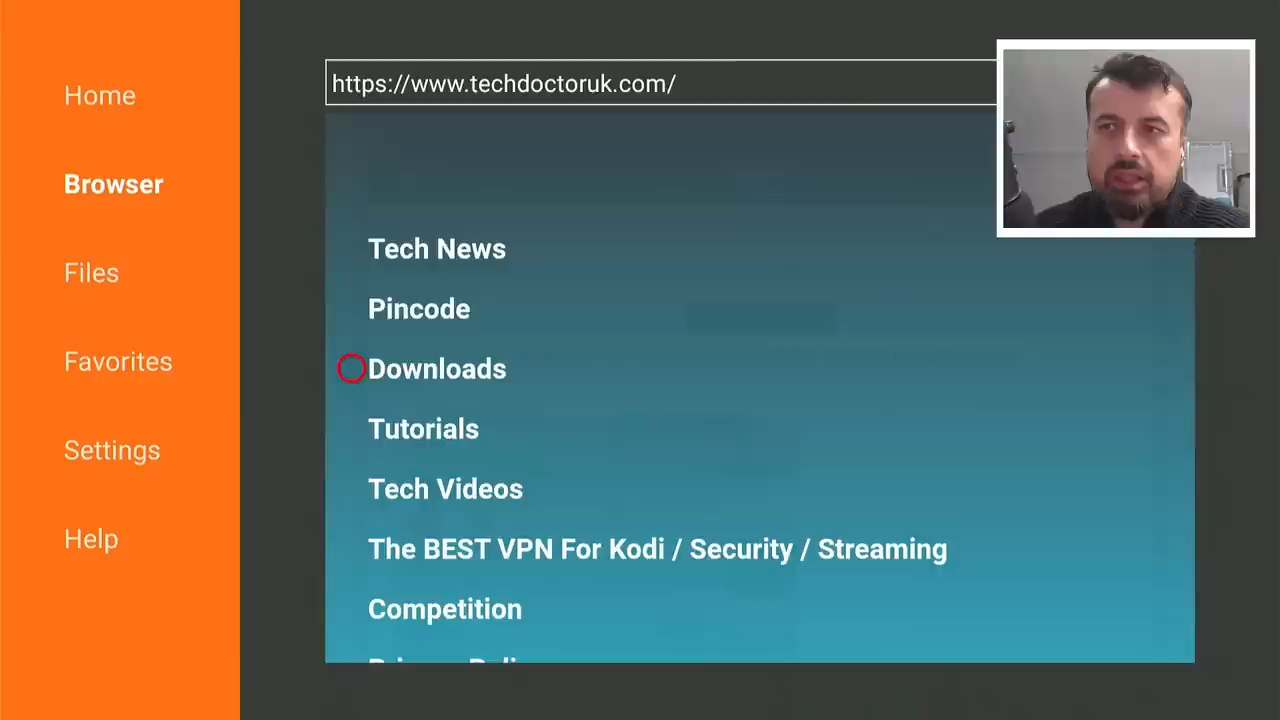 Home
Browser
Files
Favorites
Settings
Help
https://www.techdoctoruk.com/
Tech News
Pincode
Downloads
Tutorials
Tech Videos
The BEST VPN For Kodi / Security / Streaming
Competition